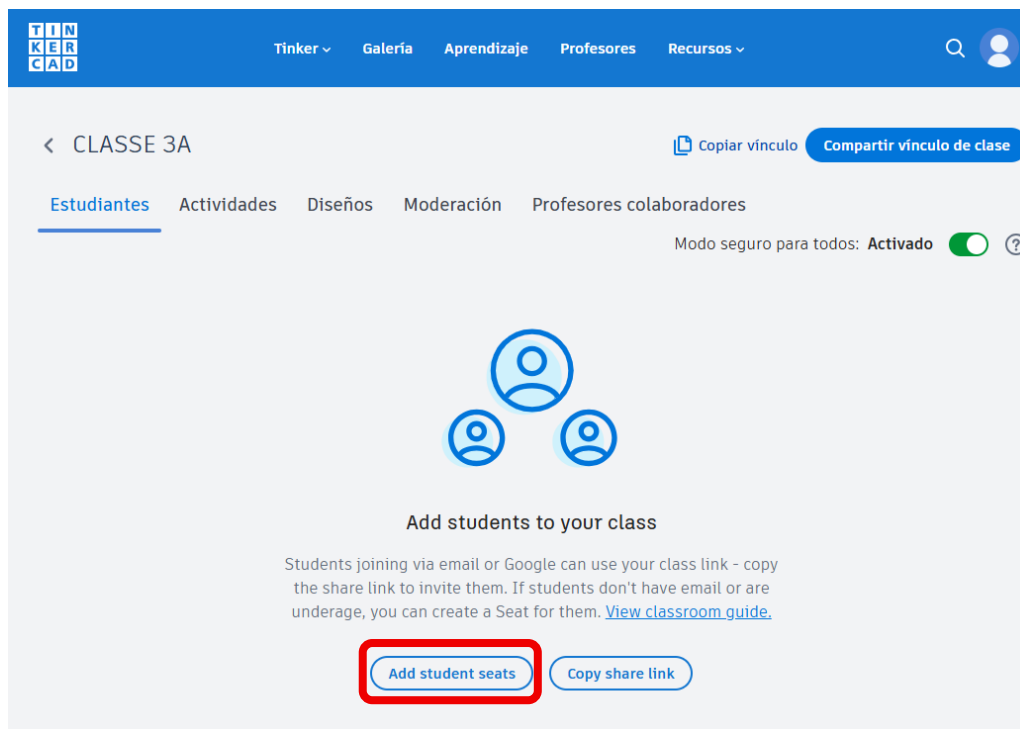 TIN
KER
CAD
Tinker Galería Aprendizaje Profesores Recursos
CLASSE 3A
Copiar vínculo Compartir vínculo de clase
Estudiantes Actividades Diseños Moderación Profesores colaboradores
Modo seguro para todos: Activado ?
Add students to your class
Students joining via email or Google can use your class link - copy
the share link to invite them. If students don't have email or are
underage, you can create a Seat for them. View classroom guide.
Add student seats Copy share link